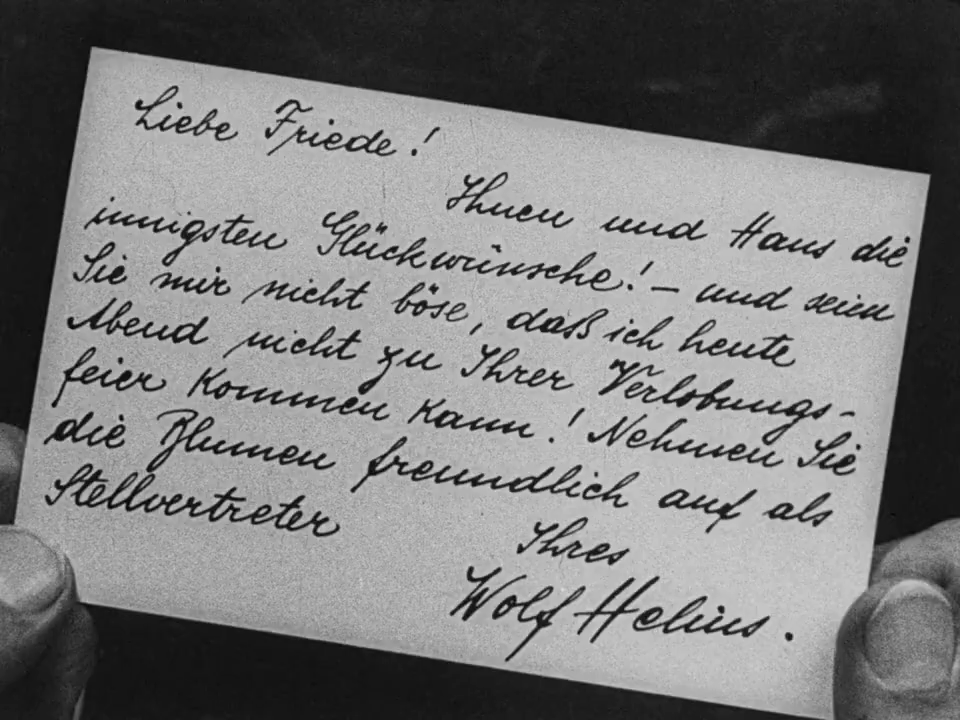 Liebe Friede!
Ihnen und Hans die
innigsten Glückwünsche! – und seien
Sie mir nicht böse, daß ich heute
Abend nicht zu Ihrer Verlobungs-
feier kommen kann! Nehmen Sie
die Blumen freundlich auf als
Stellvertreter
Ihres
Wolf Helius.